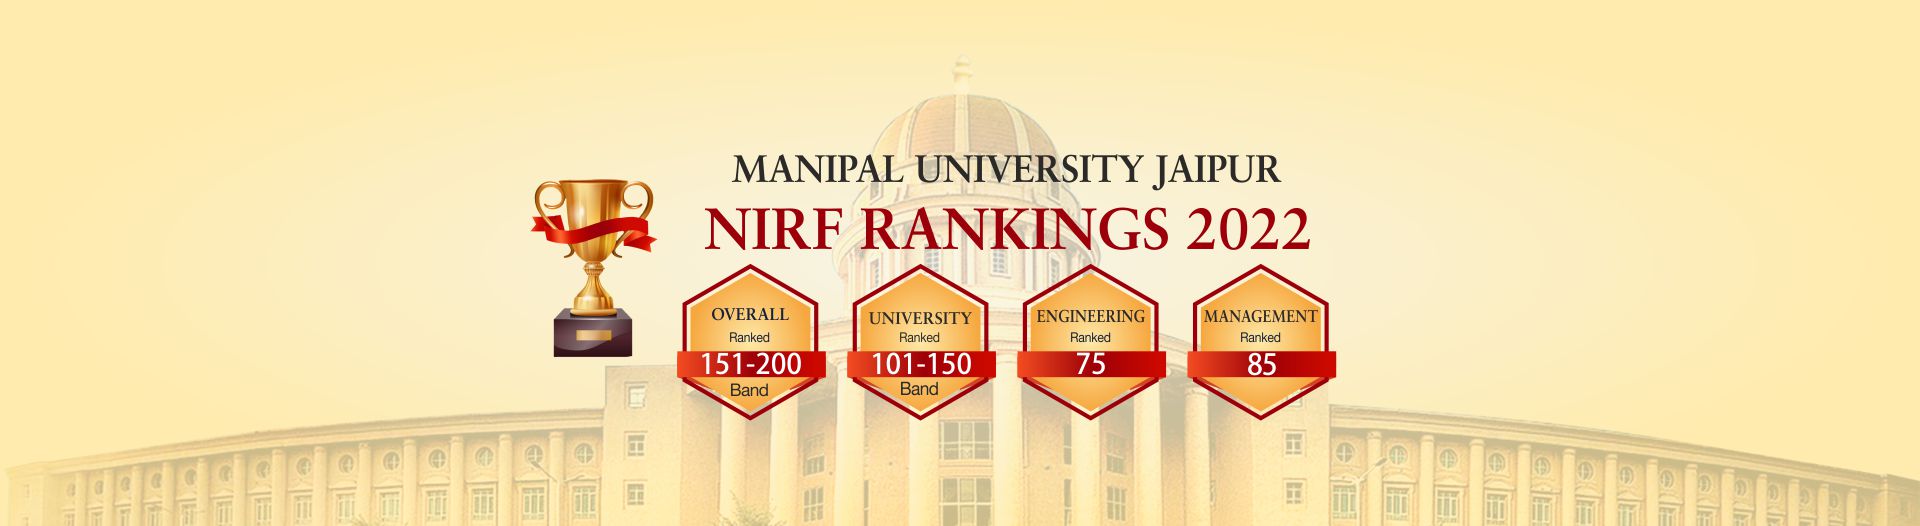 MANIPAL UNIVERSITY JAIPUR
NIRF RANKINGS 2022
OVERALL
Ranked
151-200
Band
UNIVERSITY
Ranked
101-150
Band
ENGINEERING
Ranked
75
MANAGEMENT
Ranked
85